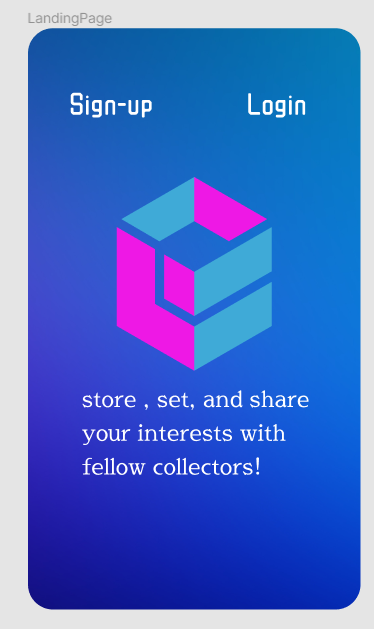 LandingPage
Sign-up Login
store , set, and share
your interests with
fellow collectors!